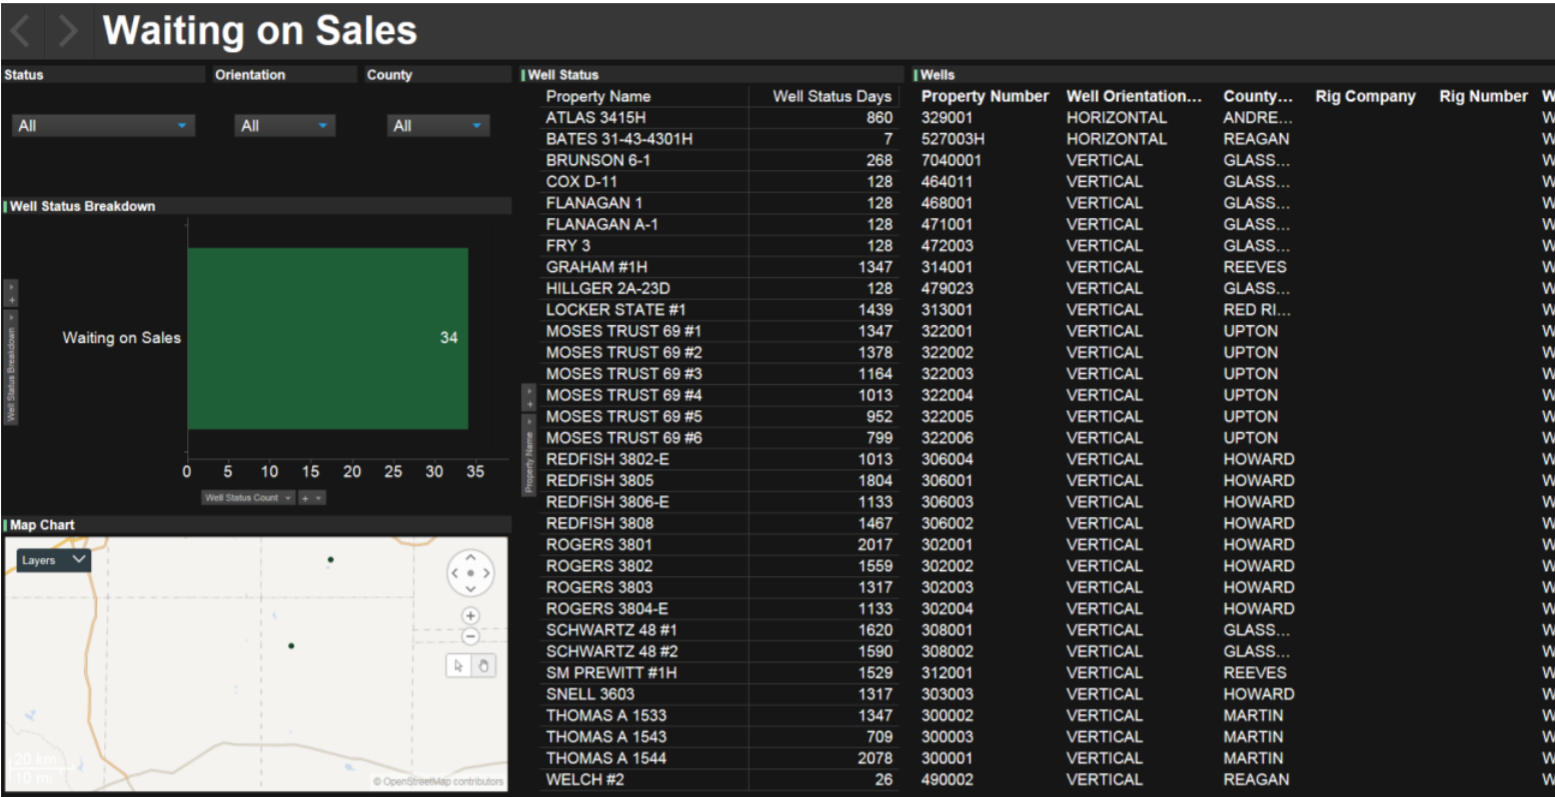 Waiting on Sales
Status Orientation County
All All All
Well Status Breakdown
Well Status Breakdown
Waiting on Sales 34
0 5 10 15 20 25 30 35
Well Status Count
Map Chart
Layers
20 km
10 mi
© OpenStreetMap contributors
Well Status
Property Name
Property Name Well Status Days
ATLAS 3415H 860
BATES 31-43-4301H 7
BRUNSON 6-1 268
COX D-11 128
FLANAGAN 1 128
FLANAGAN A-1 128
FRY 3 128
GRAHAM #1H 1347
HILLGER 2A-23D 128
LOCKER STATE #1 1439
MOSES TRUST 69 #1 1347
MOSES TRUST 69 #2 1378
MOSES TRUST 69 #3 1164
MOSES TRUST 69 #4 1013
MOSES TRUST 69 #5 952
MOSES TRUST 69 #6 799
REDFISH 3802-E 1013
REDFISH 3805 1804
REDFISH 3806-E 1133
REDFISH 3808 1467
ROGERS 3801 2017
ROGERS 3802 1559
ROGERS 3803 1317
ROGERS 3804-E 1133
SCHWARTZ 48 #1 1620
SCHWARTZ 48 #2 1590
SM PREWITT #1H 1529
SNELL 3603 1317
THOMAS A 1533 1347
THOMAS A 1543 709
THOMAS A 1544 2078
WELCH #2 26
Wells
Property Number Well Orientation... County... Rig Company Rig Number W
329001 HORIZONTAL ANDRE... W
527003H HORIZONTAL REAGAN W
7040001 VERTICAL GLASS... W
464011 VERTICAL GLASS... W
468001 VERTICAL GLASS... W
471001 VERTICAL GLASS... W
472003 VERTICAL GLASS... W
314001 VERTICAL REEVES W
479023 VERTICAL GLASS... W
313001 VERTICAL RED RI... W
322001 VERTICAL UPTON W
322002 VERTICAL UPTON W
322003 VERTICAL UPTON W
322004 VERTICAL UPTON W
322005 VERTICAL UPTON W
322006 VERTICAL UPTON W
306004 VERTICAL HOWARD W
306001 VERTICAL HOWARD W
306003 VERTICAL HOWARD W
306002 VERTICAL HOWARD W
302001 VERTICAL HOWARD W
302002 VERTICAL HOWARD W
302003 VERTICAL HOWARD W
302004 VERTICAL HOWARD W
308001 VERTICAL GLASS... W
308002 VERTICAL GLASS... W
312001 VERTICAL REEVES W
303003 VERTICAL HOWARD W
300002 VERTICAL MARTIN W
300003 VERTICAL MARTIN W
300001 VERTICAL MARTIN W
490002 VERTICAL REAGAN W